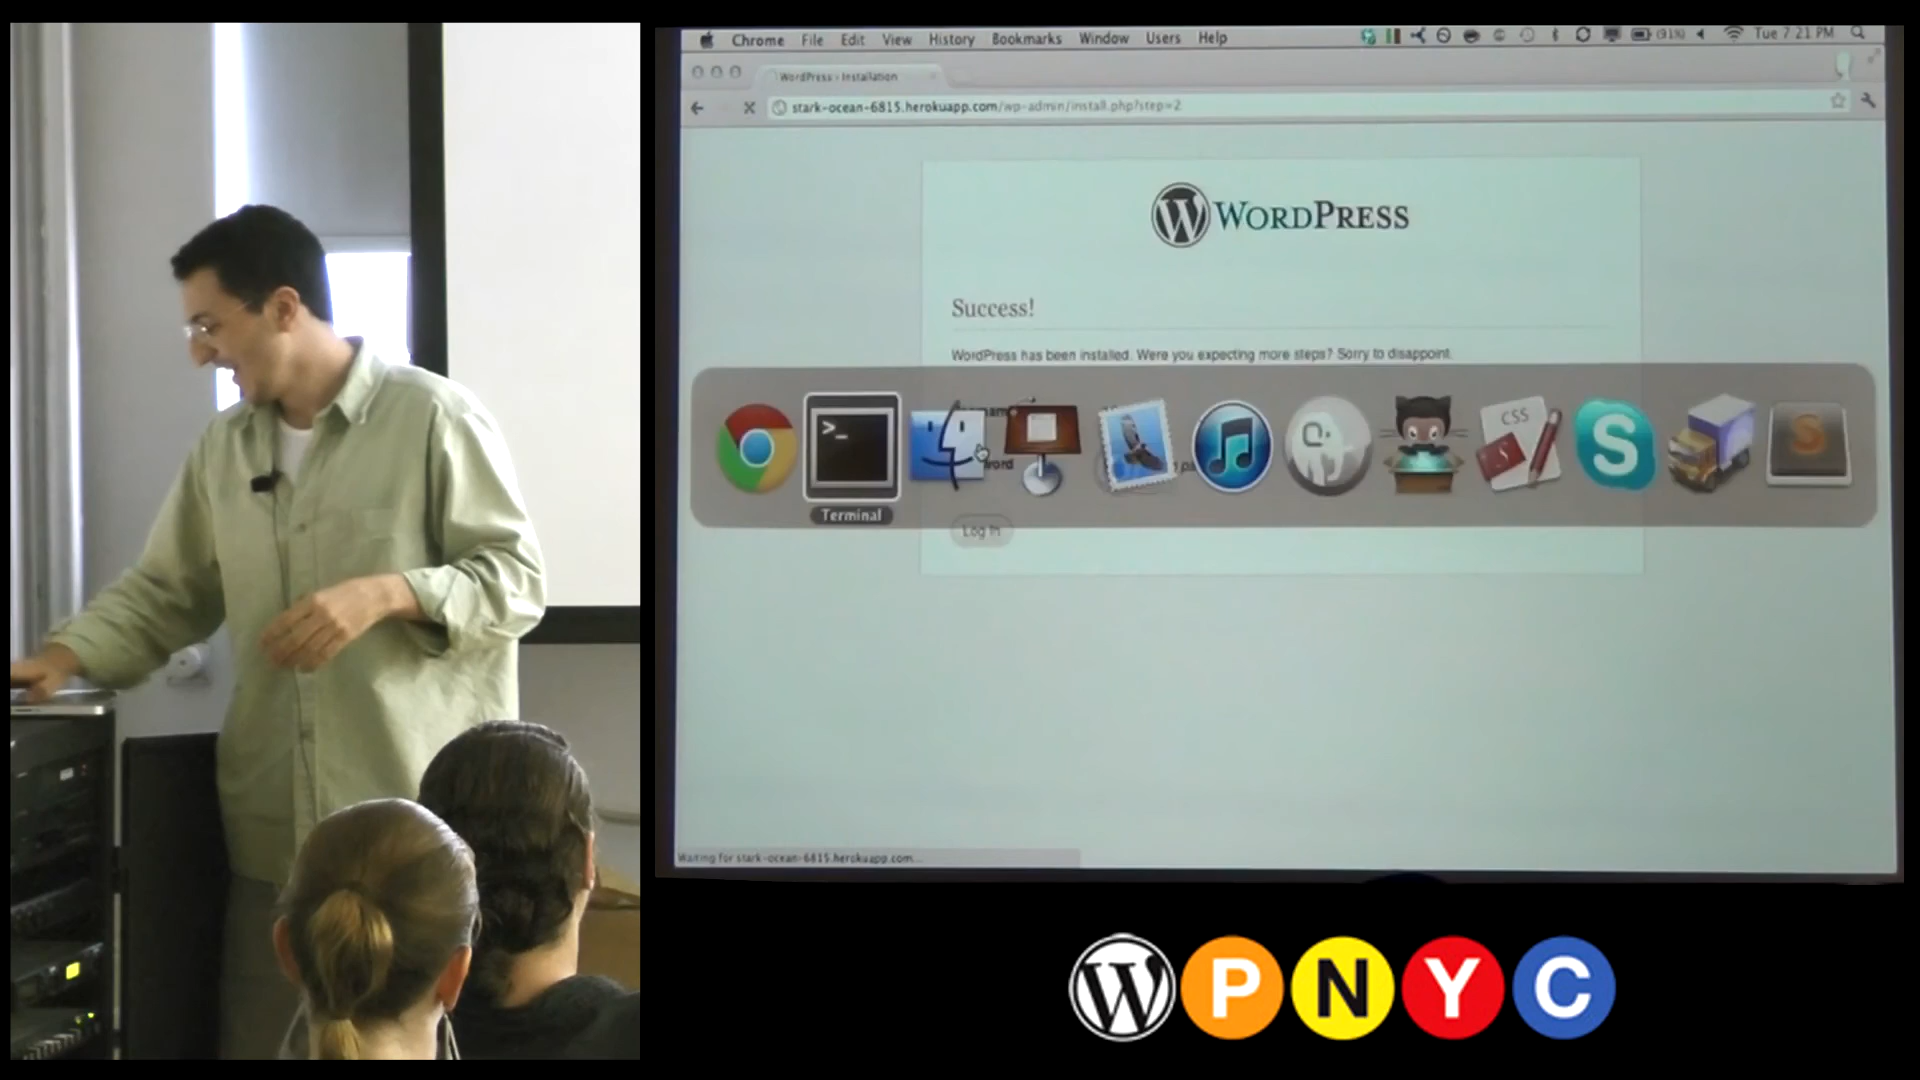 Chrome File Edit View History Bookmarks Window Users Help
(91%) Tue 7:21 PM
WordPress › Installation
stark-ocean-6815.herokuapp.com/wp-admin/install.php?step=2
W WORDPRESS
Success!
WordPress has been installed. Were you expecting more steps? Sorry to disappoint.
>_
CSS
S
S
S
Terminal
Log In
Waiting for stark-ocean-6815.herokuapp.com...
W P N Y C